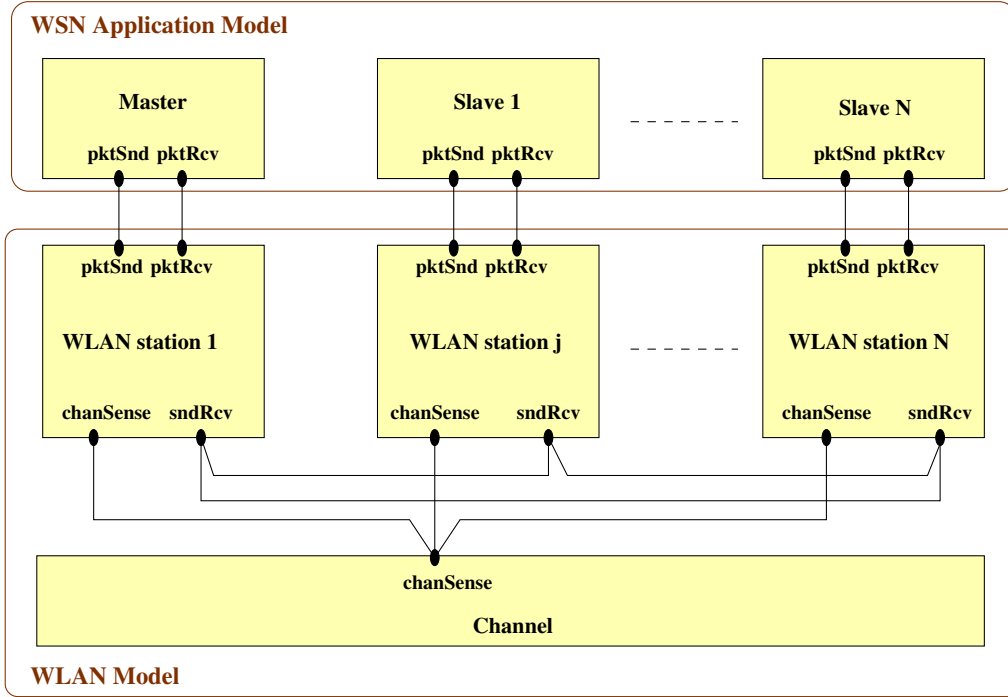 WSN Application Model
Master
Slave 1
Slave N
pktSnd pktRcv
pktSnd pktRcv
pktSnd pktRcv
pktSnd pktRcv
pktSnd pktRcv
pktSnd pktRcv
WLAN station 1
WLAN station j
WLAN station N
chanSense sndRcv
chanSense sndRcv
chanSense sndRcv
chanSense
Channel
WLAN Model